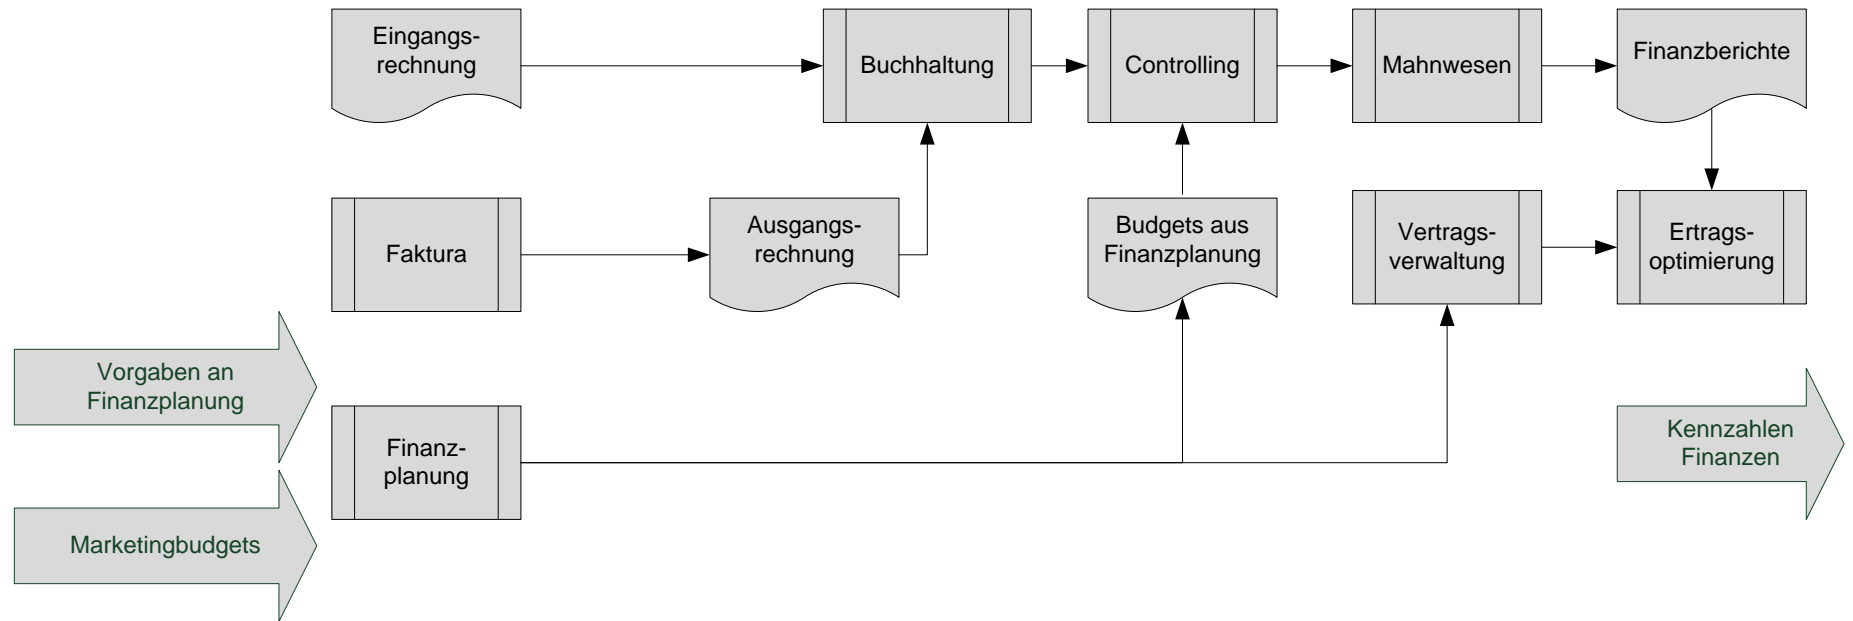 Eingangs-
rechnung
Buchhaltung
Controlling
Mahnwesen
Finanzberichte
Faktura
Ausgangs-
rechnung
Budgets aus
Finanzplanung
Vertrags-
verwaltung
Ertrags-
optimierung
Vorgaben an
Finanzplanung
Finanz-
planung
Kennzahlen
Finanzen
Marketingbudgets